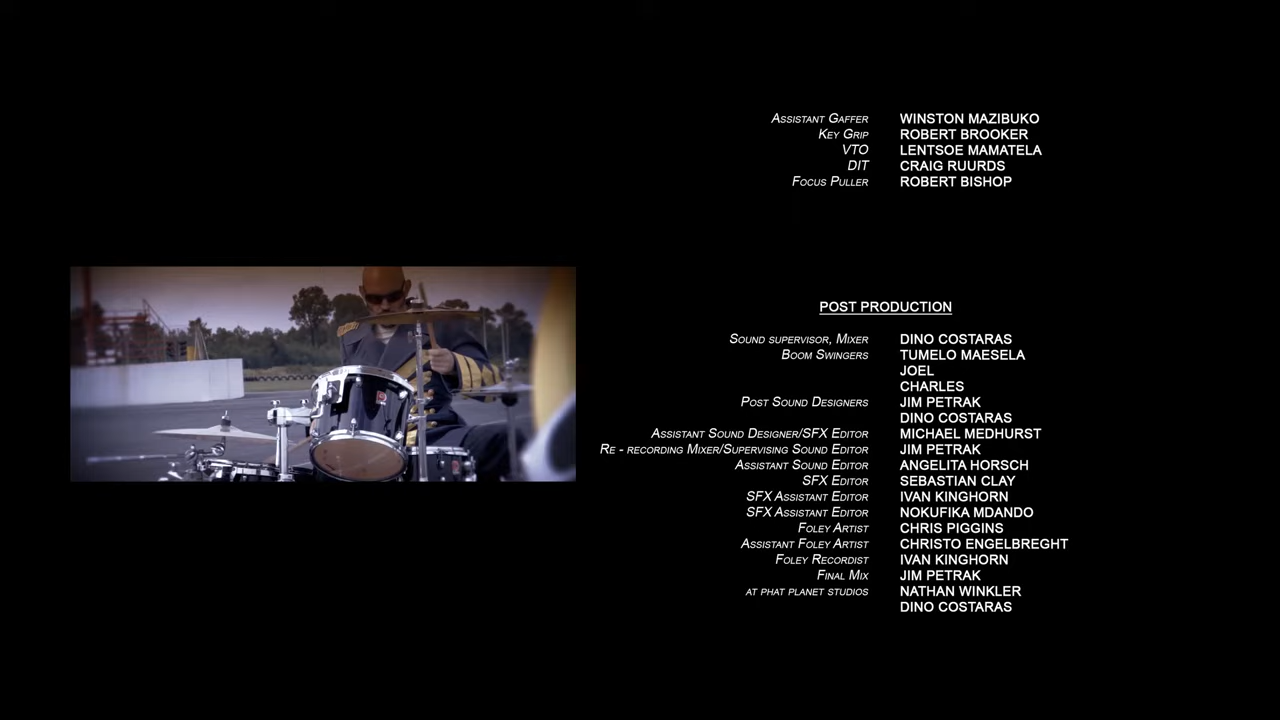 Assistant Gaffer WINSTON MAZIBUKO
Key Grip ROBERT BROOKER
VTO LENTSOE MAMATELA
DIT CRAIG RUURDS
Focus Puller ROBERT BISHOP
POST PRODUCTION
Sound supervisor, Mixer DINO COSTARAS
Boom Swingers TUMELO MAESELA
JOEL
CHARLES
Post Sound Designers JIM PETRAK
DINO COSTARAS
Assistant Sound Designer/SFX Editor MICHAEL MEDHURST
Re - recording Mixer/Supervising Sound Editor JIM PETRAK
Assistant Sound Editor ANGELITA HORSCH
SFX Editor SEBASTIAN CLAY
SFX Assistant Editor IVAN KINGHORN
SFX Assistant Editor NOKUFIKA MDANDO
Foley Artist CHRIS PIGGINS
Assistant Foley Artist CHRISTO ENGELBREGHT
Foley Recordist IVAN KINGHORN
Final Mix JIM PETRAK
at phat planet studios NATHAN WINKLER
DINO COSTARAS